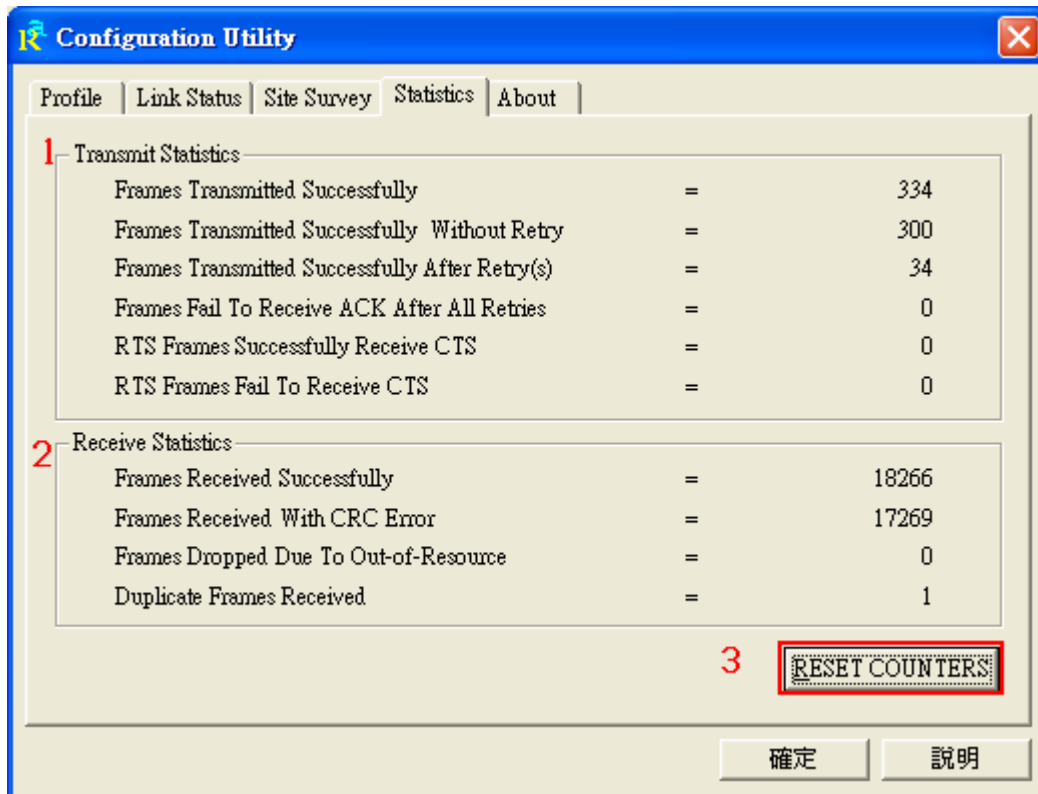 Configuration Utility
Profile Link Status Site Survey Statistics About
1 Transmit Statistics
Frames Transmitted Successfully = 334
Frames Transmitted Successfully Without Retry = 300
Frames Transmitted Successfully After Retry(s) = 34
Frames Fail To Receive ACK After All Retries = 0
RTS Frames Successfully Receive CTS = 0
RTS Frames Fail To Receive CTS = 0
2 Receive Statistics
Frames Received Successfully = 18266
Frames Received With CRC Error = 17269
Frames Dropped Due To Out-of-Resource = 0
Duplicate Frames Received = 1
3 RESET COUNTERS
確定 說明